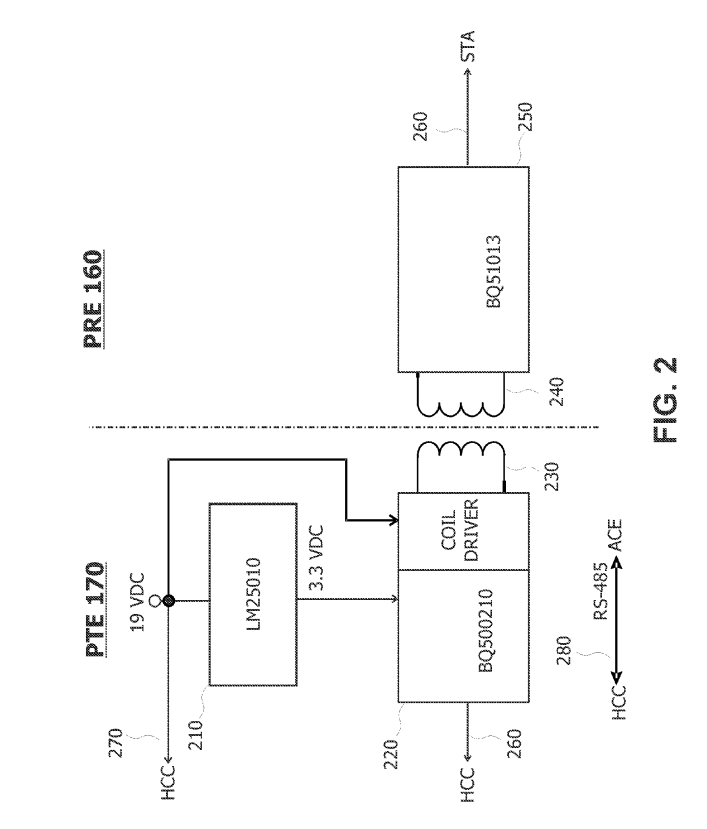 PTE 170
PRE 160
270
HCC
19 VDC
210
LM25010
3.3 VDC
220
BQ500210
COIL
DRIVER
230
240
BQ51013
250
260
STA
HCC
260
280
HCC
RS-485
ACE
FIG. 2